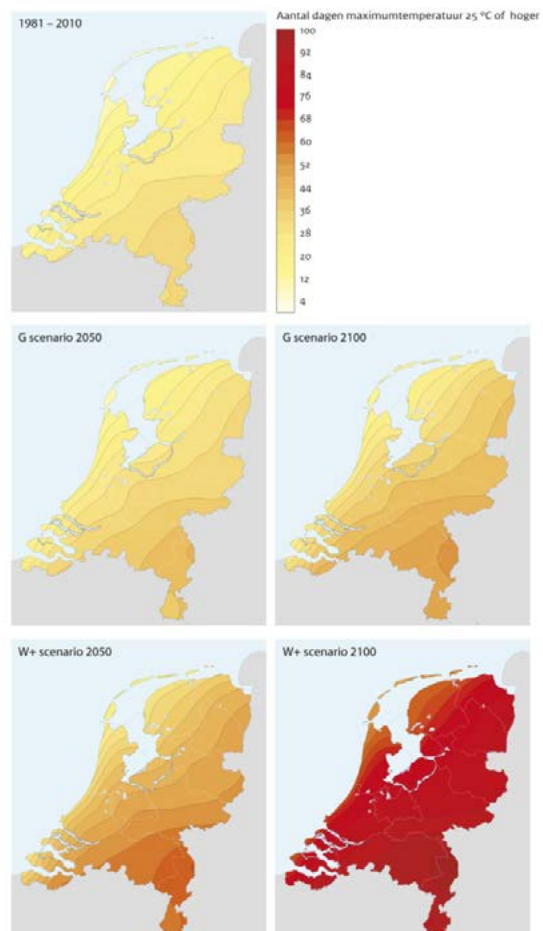 1981 – 2010
Aantal dagen maximumtemperatuur 25 °C of hoger
100
92
84
76
68
60
52
44
36
28
20
12
4
G scenario 2050
G scenario 2100
W+ scenario 2050
W+ scenario 2100